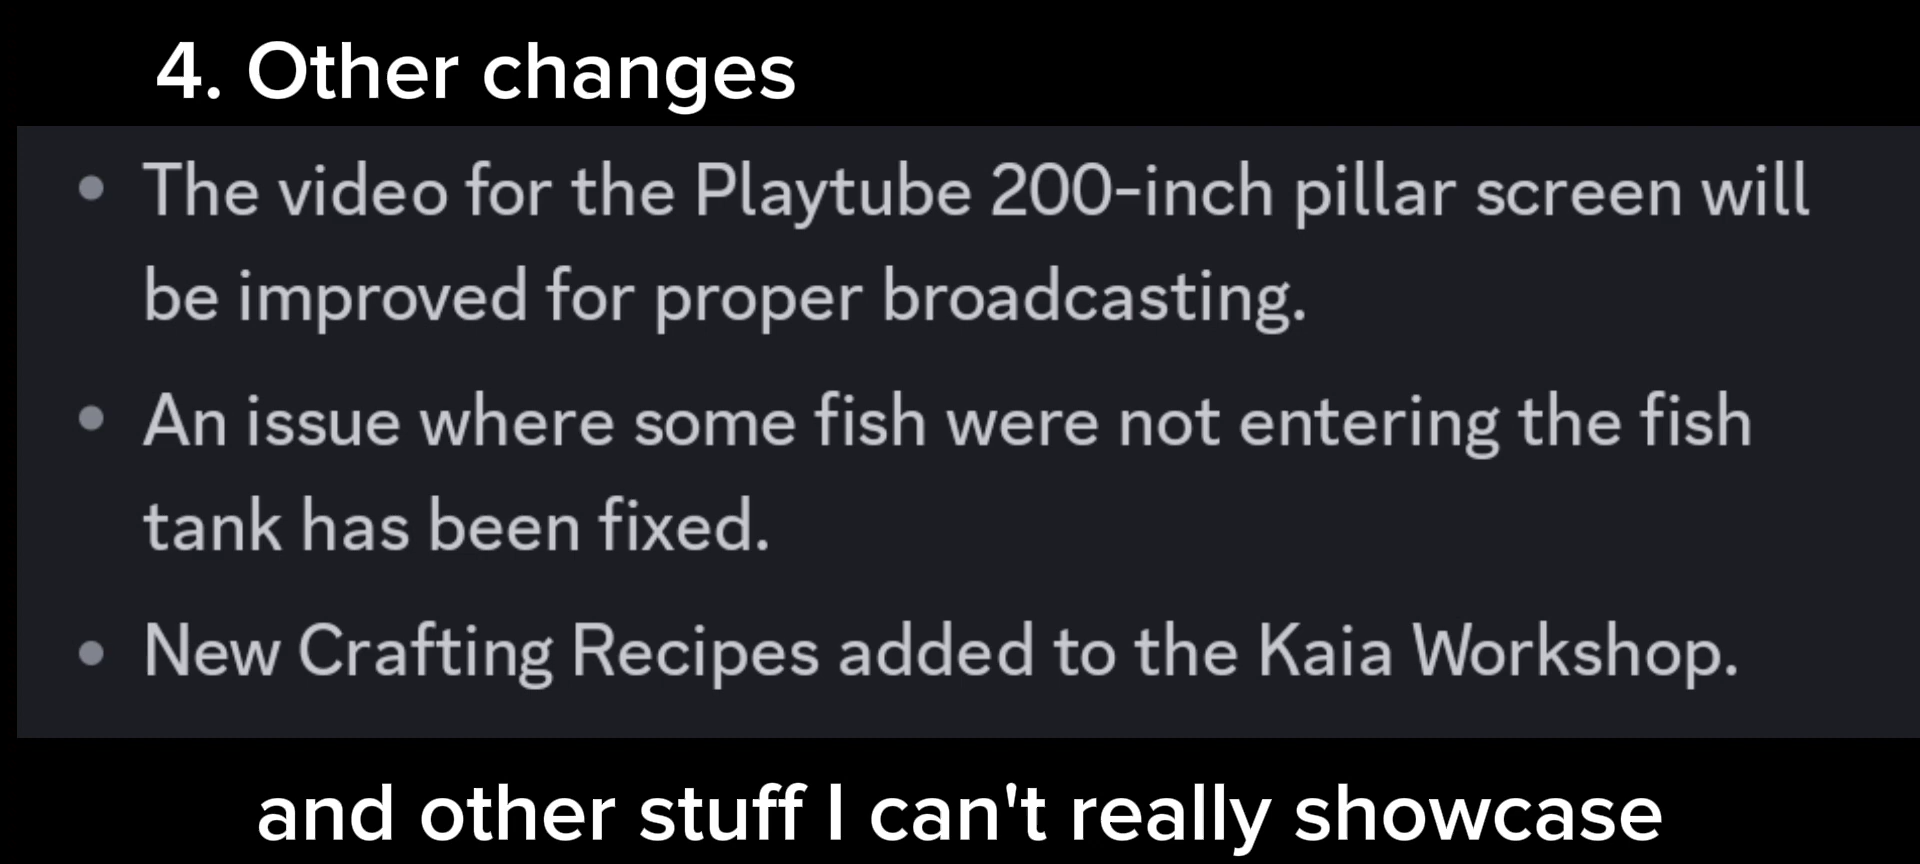 4. Other changes
• The video for the Playtube 200-inch pillar screen will
be improved for proper broadcasting.
• An issue where some fish were not entering the fish
tank has been fixed.
• New Crafting Recipes added to the Kaia Workshop.
and other stuff I can't really showcase